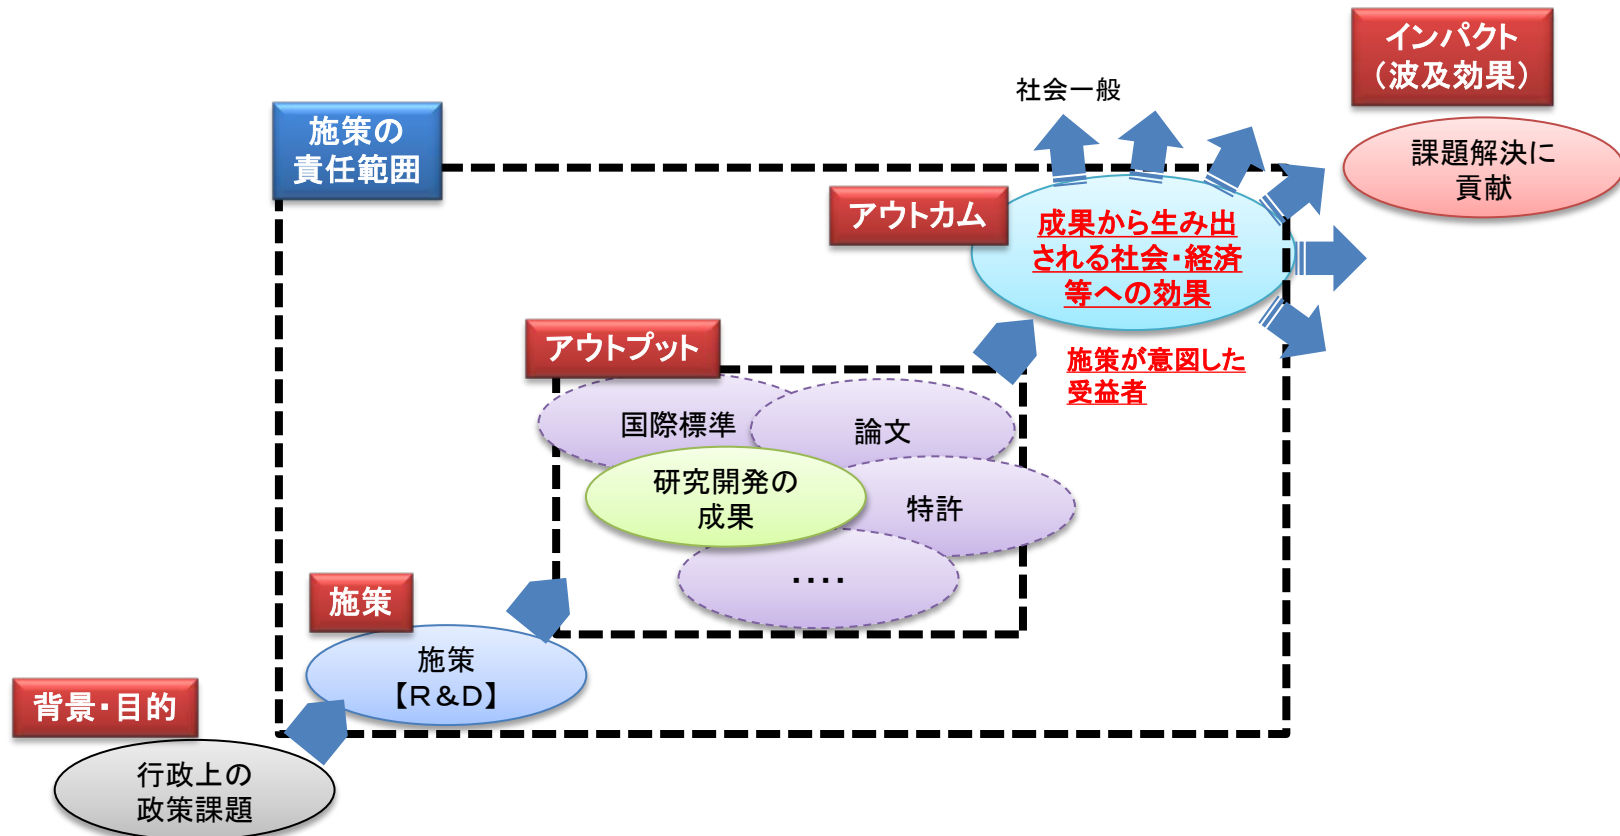 インパクト
（波及効果）
課題解決に
貢献
社会一般
施策の
責任範囲
アウトカム
成果から生み出
される社会・経済
等への効果
施策が意図した
受益者
アウトプット
国際標準
論文
研究開発の
成果
特許
・・・・
施策
施策
【R＆D】
背景・目的
行政上の
政策課題